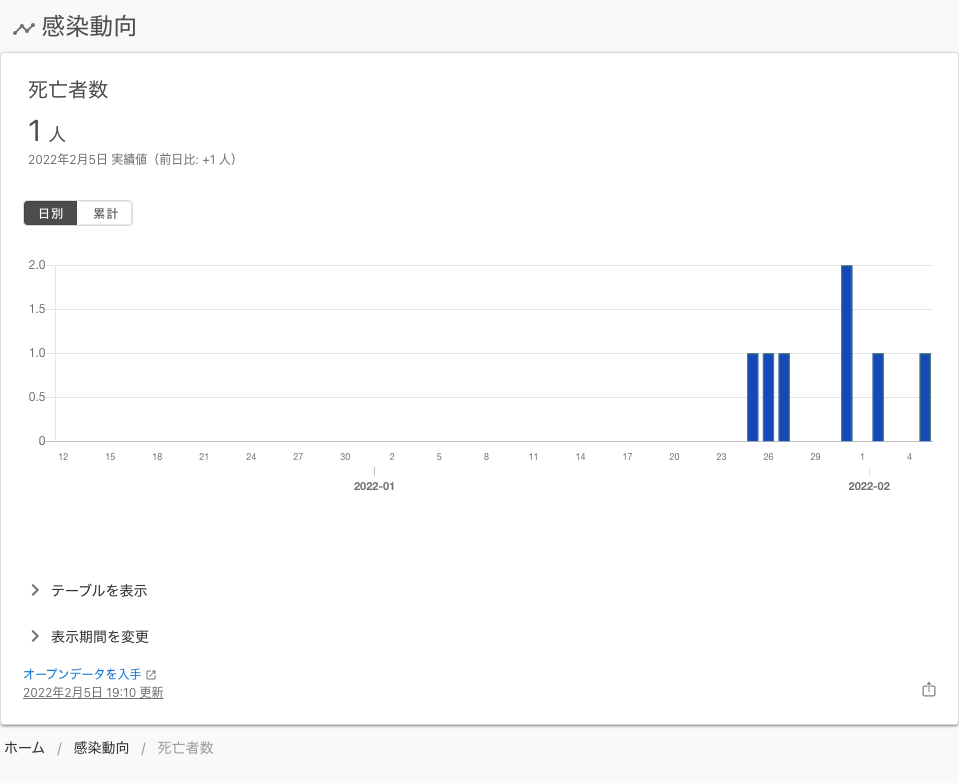 感染動向
死亡者数
1 人
2022年2月5日 実績値（前日比: +1 人）
日別 累計
2.0
1.5
1.0
0.5
0
12 15 18 21 24 27 30 2 5 8 11 14 17 20 23 26 29 1 4
2022-01 2022-02
テーブルを表示
表示期間を変更
オープンデータを入手
2022年2月5日 19:10 更新
ホーム / 感染動向 / 死亡者数